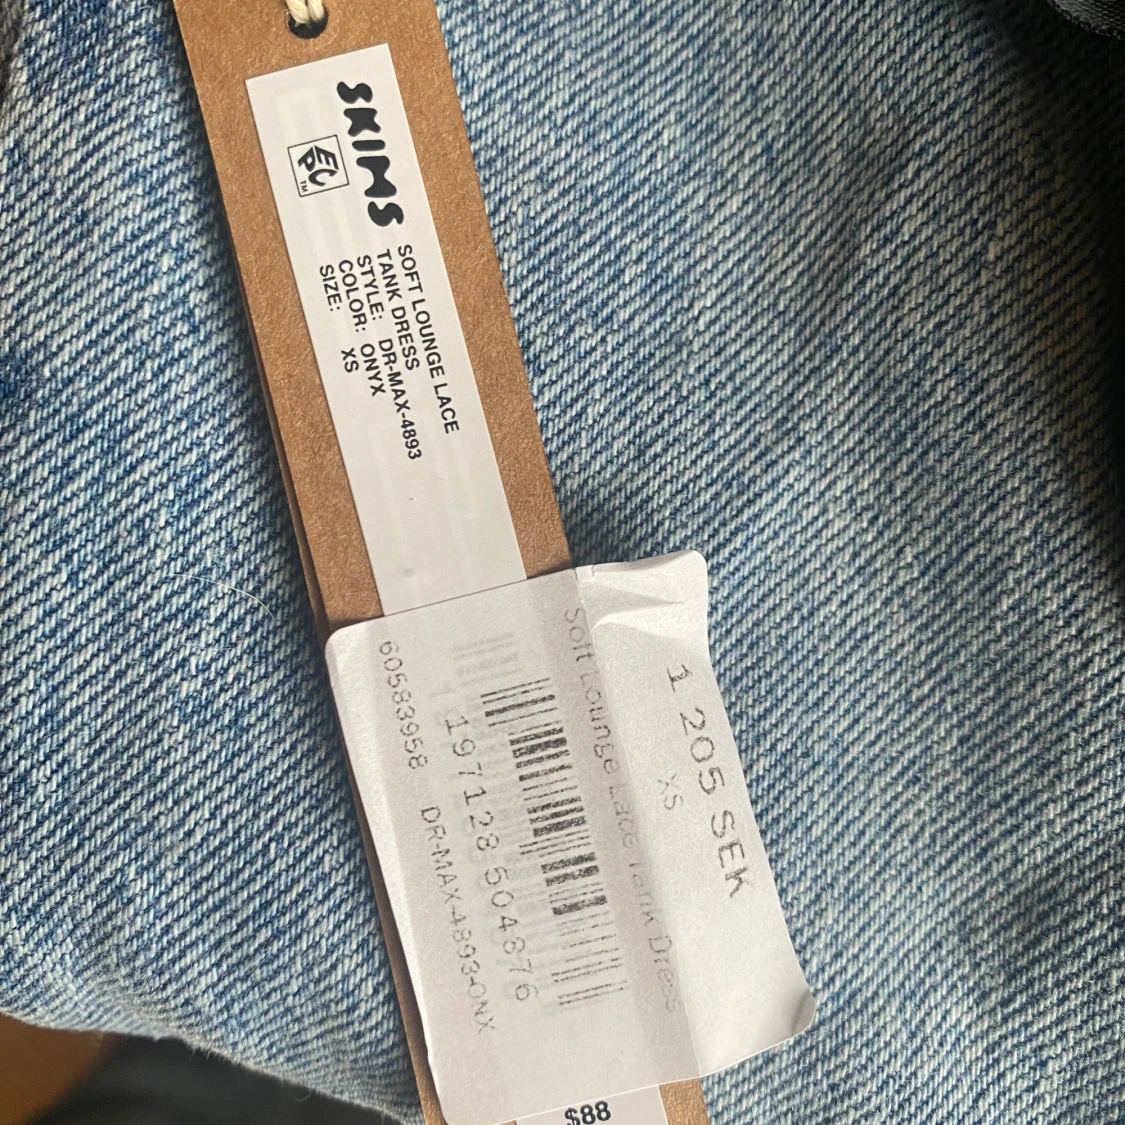 SKIMS
EPC™
SOFT LOUNGE LACE
TANK DRESS
STYLE: DR-MAX-4893
COLOR: ONYX
SIZE: XS
1 205 SEK
XS
Soft Lounge Lace Tank Dress
197128504876
60583958 DR-MAX-4893-ONX
$88